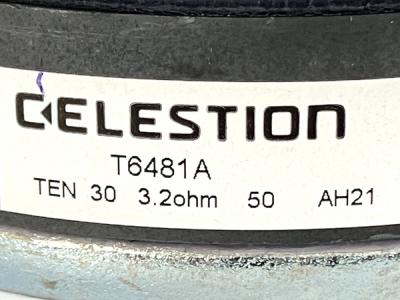 CELESTION
T6481A
TEN 30 3.2ohm 50 AH21